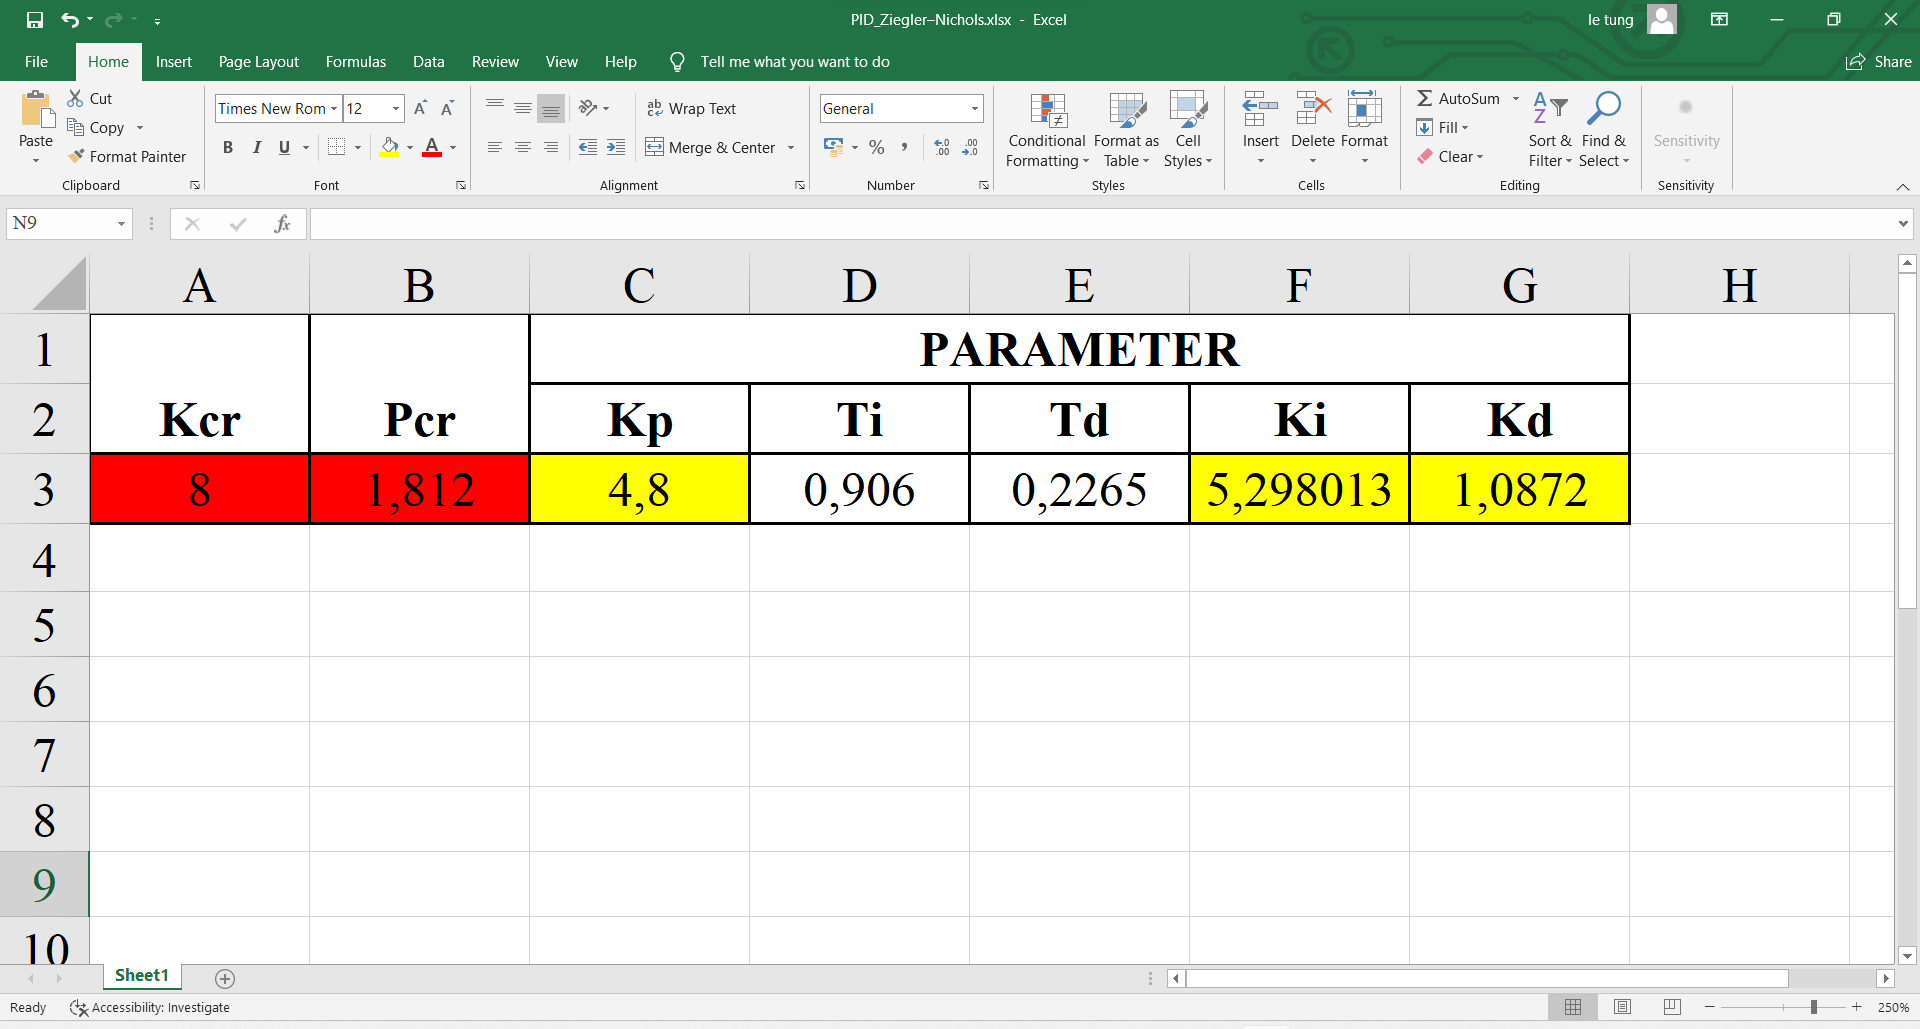 PID_Ziegler–Nichols.xlsx - Excel
le tung
File Home Insert Page Layout Formulas Data Review View Help Tell me what you want to do Share
Paste
Cut
Copy
Format Painter
Clipboard
Times New Rom 12
B I U
Font
Wrap Text
Merge & Center
Alignment
General
% ,
Number
Conditional Formatting
Format as Table
Cell Styles
Styles
Insert
Delete
Format
Cells
AutoSum
Fill
Clear
Sort & Filter
Find & Select
Editing
Sensitivity
Sensitivity
N9 fx
A B C D E F G H
1 PARAMETER
2 Kcr Pcr Kp Ti Td Ki Kd
3 8 1,812 4,8 0,906 0,2265 5,298013 1,0872
4
5
6
7
8
9
10
Sheet1
Ready Accessibility: Investigate 250%